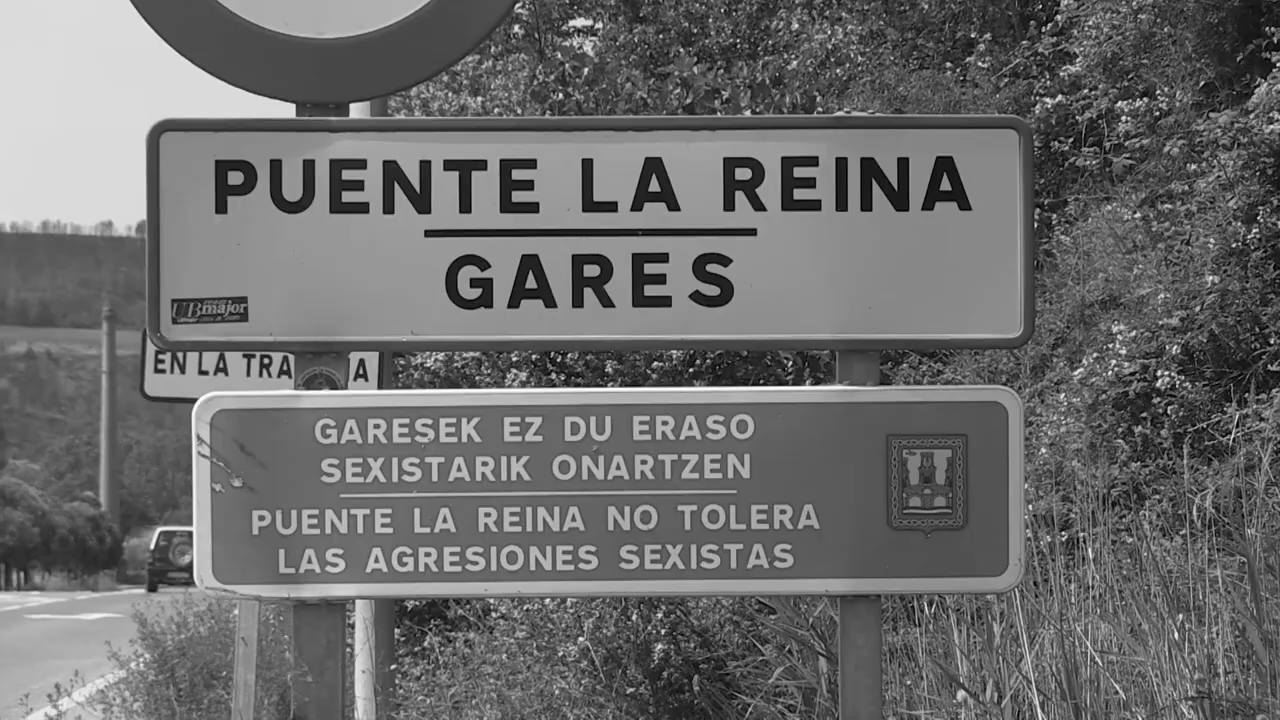 PUENTE LA REINA
GARES
UBmajor
EN LA TRA A
GARESEK EZ DU ERASO
SEXISTARIK ONARTZEN
PUENTE LA REINA NO TOLERA
LAS AGRESIONES SEXISTAS